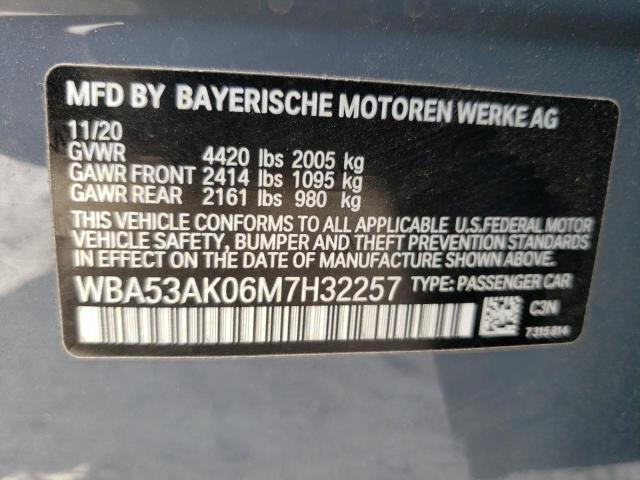 MFD BY BAYERISCHE MOTOREN WERKE AG
11/20
GVWR 4420 lbs 2005 kg
GAWR FRONT 2414 lbs 1095 kg
GAWR REAR 2161 lbs 980 kg
THIS VEHICLE CONFORMS TO ALL APPLICABLE U.S.FEDERAL MOTOR
VEHICLE SAFETY, BUMPER AND THEFT PREVENTION STANDARDS
IN EFFECT ON THE DATE OF MANUFACTURE SHOWN ABOVE.
WBA53AK06M7H32257 TYPE: PASSENGER CAR
C3N
7315814